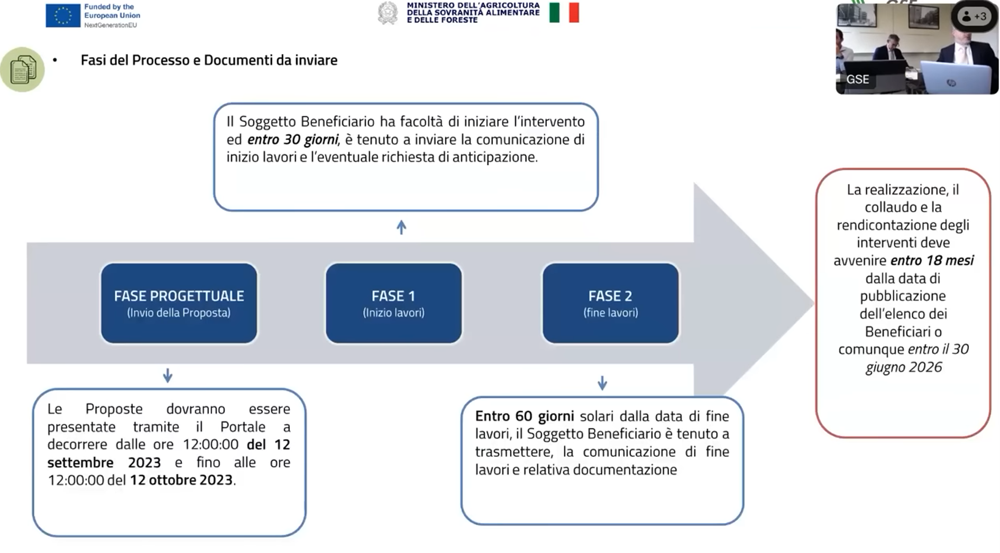 Funded by the
European Union
NextGenerationEU
MINISTERO DELL'AGRICOLTURA
DELLA SOVRANITÀ ALIMENTARE
E DELLE FORESTE
+3
GSE
• Fasi del Processo e Documenti da inviare
Il Soggetto Beneficiario ha facoltà di iniziare l'intervento
ed entro 30 giorni, è tenuto a inviare la comunicazione di
inizio lavori e l'eventuale richiesta di anticipazione.
FASE PROGETTUALE
(Invio della Proposta)
FASE 1
(Inizio lavori)
FASE 2
(fine lavori)
Le Proposte dovranno essere
presentate tramite il Portale a
decorrere dalle ore 12:00:00 del 12
settembre 2023 e fino alle ore
12:00:00 del 12 ottobre 2023.
Entro 60 giorni solari dalla data di fine
lavori, il Soggetto Beneficiario è tenuto a
trasmettere, la comunicazione di fine
lavori e relativa documentazione
La realizzazione, il
collaudo e la
rendicontazione degli
interventi deve
avvenire entro 18 mesi
dalla data di
pubblicazione
dell'elenco dei
Beneficiari o
comunque entro il 30
giugno 2026